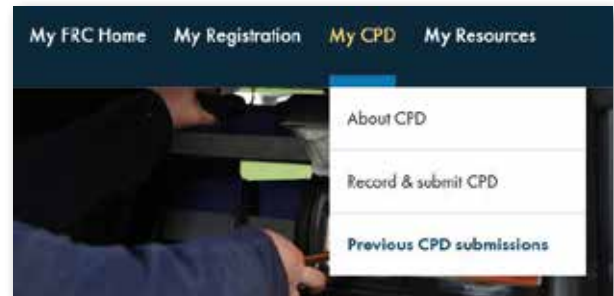 My FRC Home My Registration My CPD My Resources
About CPD
Record & submit CPD
Previous CPD submissions